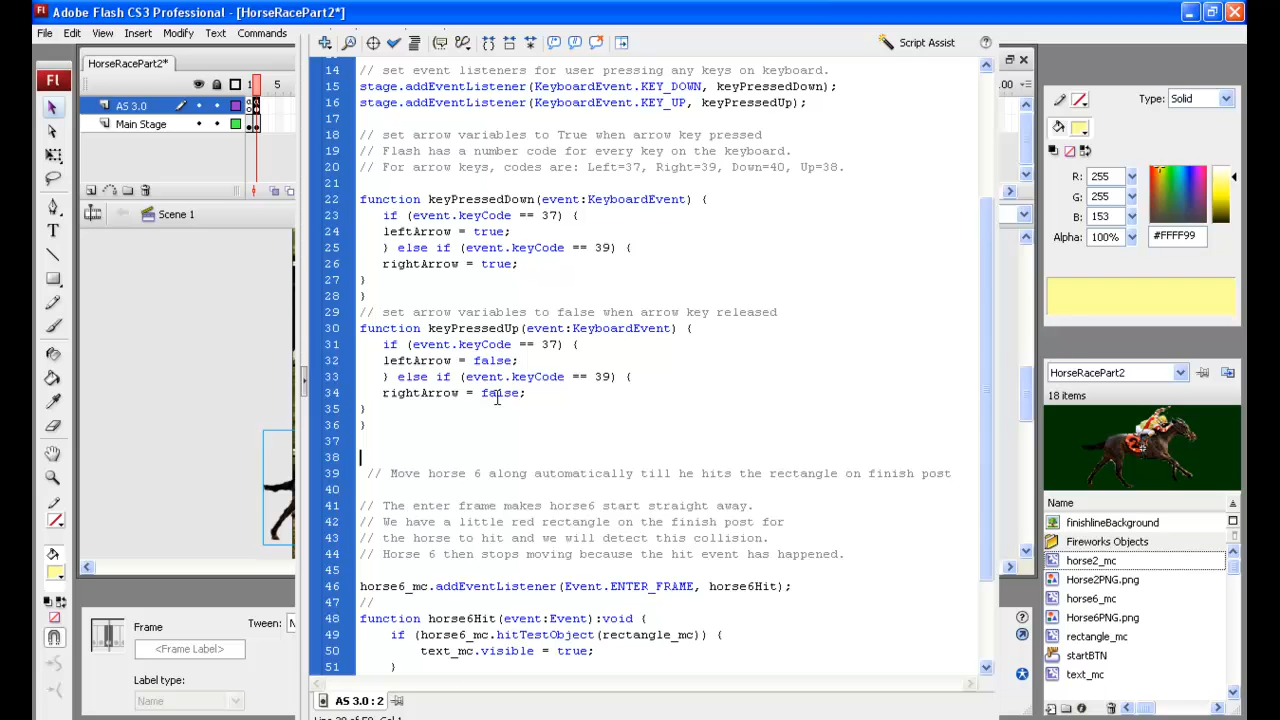 Adobe Flash CS3 Professional - [HorseRacePart2*]
File Edit View Insert Modify Text Commands
Script Assist
HorseRacePart2*
1 5
AS 3.0
Main Stage
Scene 1
14 // set event listeners for user pressing any keys on keyboard.
15 stage.addEventListener(KeyboardEvent.KEY_DOWN, keyPressedDown);
16 stage.addEventListener(KeyboardEvent.KEY_UP, keyPressedUp);
17
18 // set arrow variables to True when arrow key pressed
19 // Flash has a number code for every key on the keyboard.
20 // For arrow keys, codes are: Left=37, Right=39, Down=40, Up=38.
21
22 function keyPressedDown(event:KeyboardEvent) {
23 if (event.keyCode == 37) {
24 leftArrow = true;
25 } else if (event.keyCode == 39) {
26 rightArrow = true;
27 }
28 }
29 // set arrow variables to false when arrow key released
30 function keyPressedUp(event:KeyboardEvent) {
31 if (event.keyCode == 37) {
32 leftArrow = false;
33 } else if (event.keyCode == 39) {
34 rightArrow = false;
35 }
36 }
37
38
39 // Move horse 6 along automatically till he hits the rectangle on finish post
40
41 // The enter frame makes horse6 start straight away.
42 // We have a little red rectangle on the finish post for
43 // the horse to hit and we will detect this collision.
44 // Horse 6 then stops moving because the hit event has happened.
45
46 horse6_mc.addEventListener(Event.ENTER_FRAME, horse6Hit);
47 //
48 function horse6Hit(event:Event):void {
49 if (horse6_mc.hitTestObject(rectangle_mc)) {
50 text_mc.visible = true;
51 }
AS 3.0 : 2
Frame
Tween:
<Frame Label>
Label type:
Name
Type: Solid
R: 255
G: 255
B: 153
Alpha: 100%
#FFFF99
HorseRacePart2
18 items
Name
finishlineBackground
Fireworks Objects
horse2_mc
Horse2PNG.png
horse6_mc
Horse6PNG.png
rectangle_mc
startBTN
text_mc